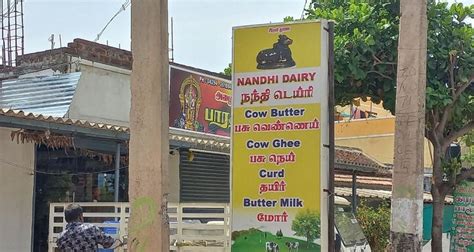 NANDHI DAIRY
நந்தி டெய்ரி
Cow Butter
பசு வெண்ணெய்
Cow Ghee
பசு நெய்
Curd
தயிர்
Butter Milk
மோர்